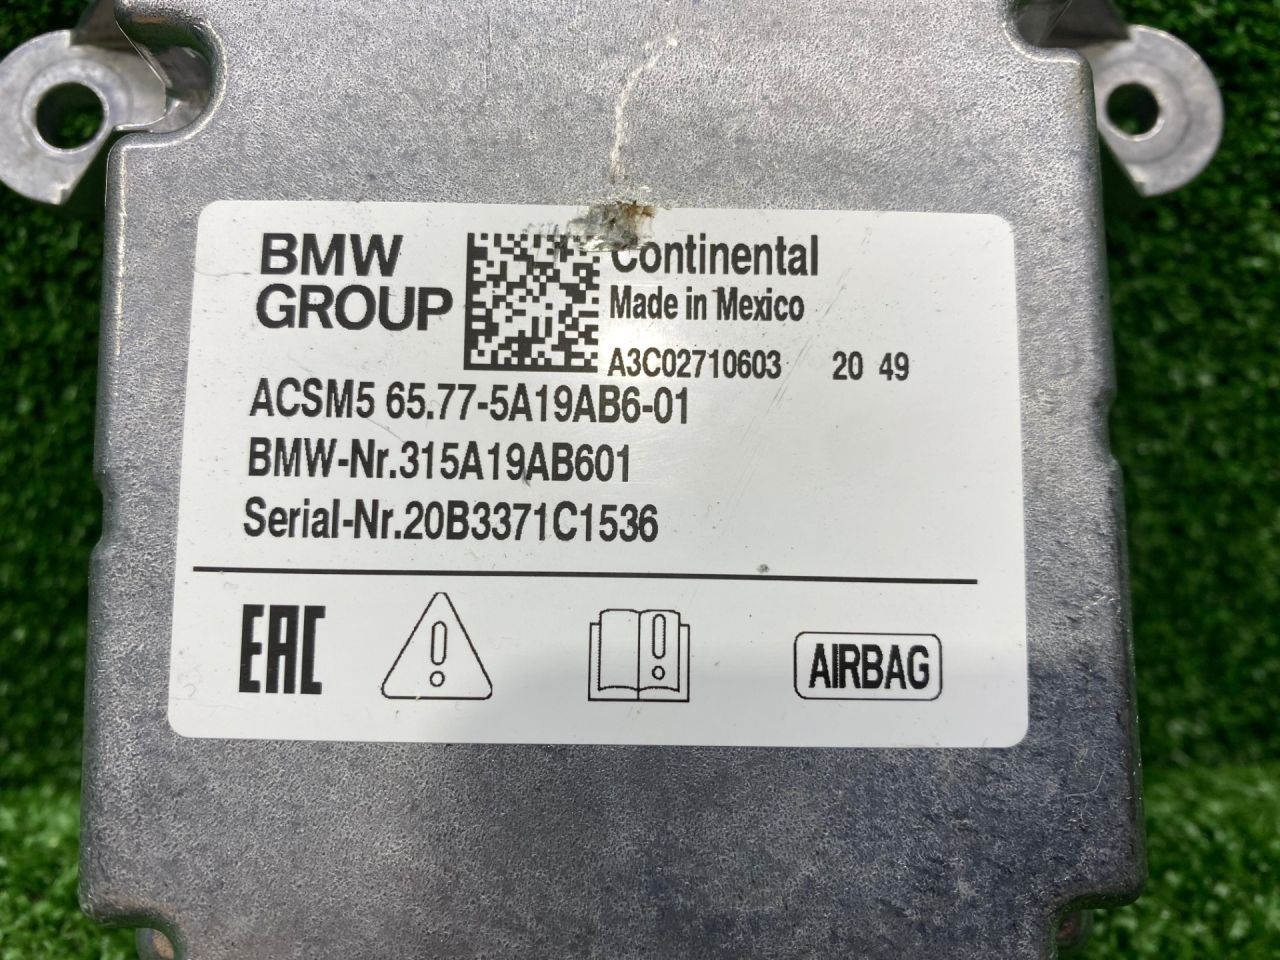 BMW
GROUP
Continental
Made in Mexico
A3C02710603 20 49
ACSM5 65.77-5A19AB6-01
BMW-Nr.315A19AB601
Serial-Nr.20B3371C1536
EAC
AIRBAG